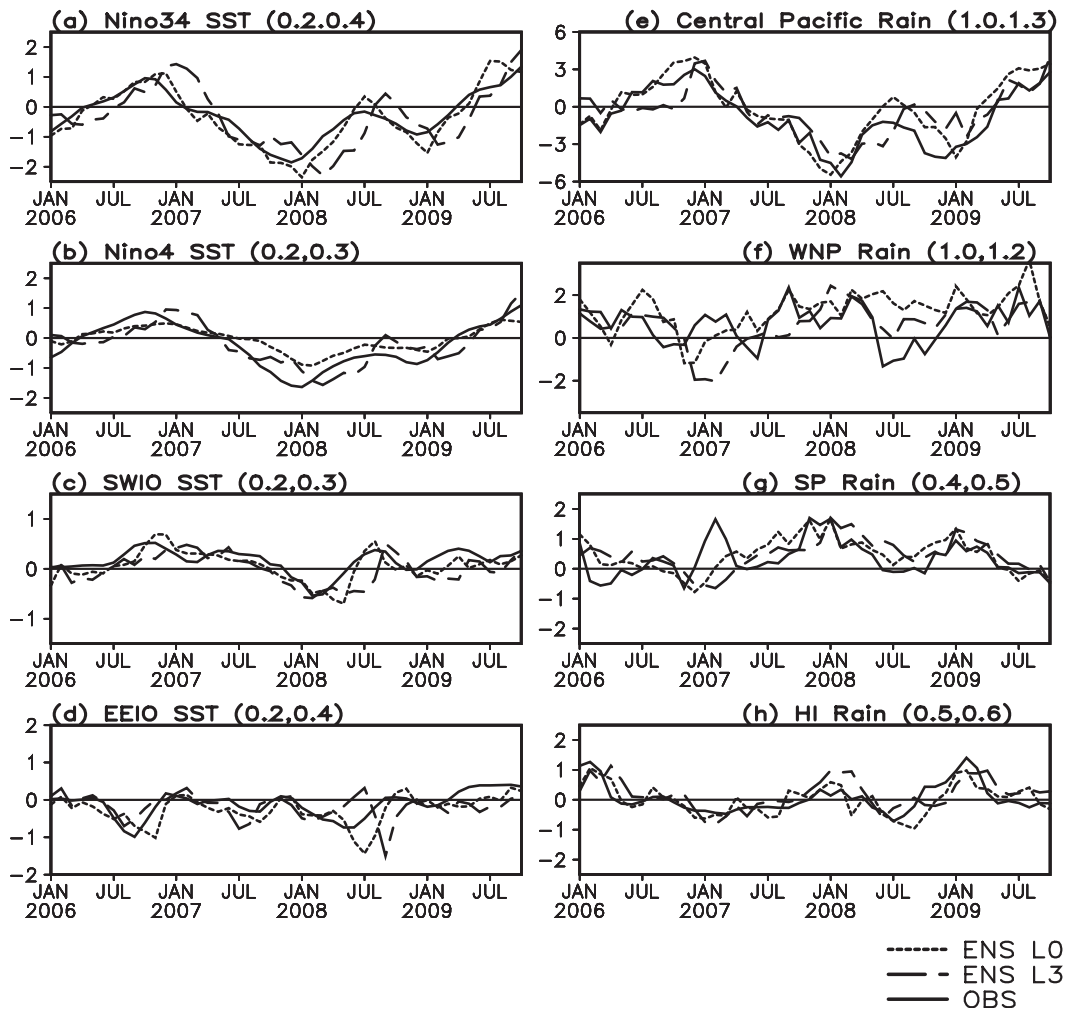 (a) Nino34 SST (0.2.0.4)
2
1
0
−1
−2
JAN JUL JAN JUL JAN JUL JAN JUL
2006 2007 2008 2009
(b) Nino4 SST (0.2,0.3)
2
1
0
−1
−2
JAN JUL JAN JUL JAN JUL JAN JUL
2006 2007 2008 2009
(c) SWIO SST (0.2,0.3)
1
0
−1
JAN JUL JAN JUL JAN JUL JAN JUL
2006 2007 2008 2009
(d) EEIO SST (0.2,0.4)
2
1
0
−1
−2
JAN JUL JAN JUL JAN JUL JAN JUL
2006 2007 2008 2009
(e) Central Pacific Rain (1.0.1.3)
6
3
0
−3
−6
JAN JUL JAN JUL JAN JUL JAN JUL
2006 2007 2008 2009
(f) WNP Rain (1.0,1.2)
2
0
−2
JAN JUL JAN JUL JAN JUL JAN JUL
2006 2007 2008 2009
(g) SP Rain (0.4,0.5)
2
1
0
−1
−2
JAN JUL JAN JUL JAN JUL JAN JUL
2006 2007 2008 2009
(h) HI Rain (0.5,0.6)
2
1
0
−1
−2
JAN JUL JAN JUL JAN JUL JAN JUL
2006 2007 2008 2009
ENS L0
ENS L3
OBS